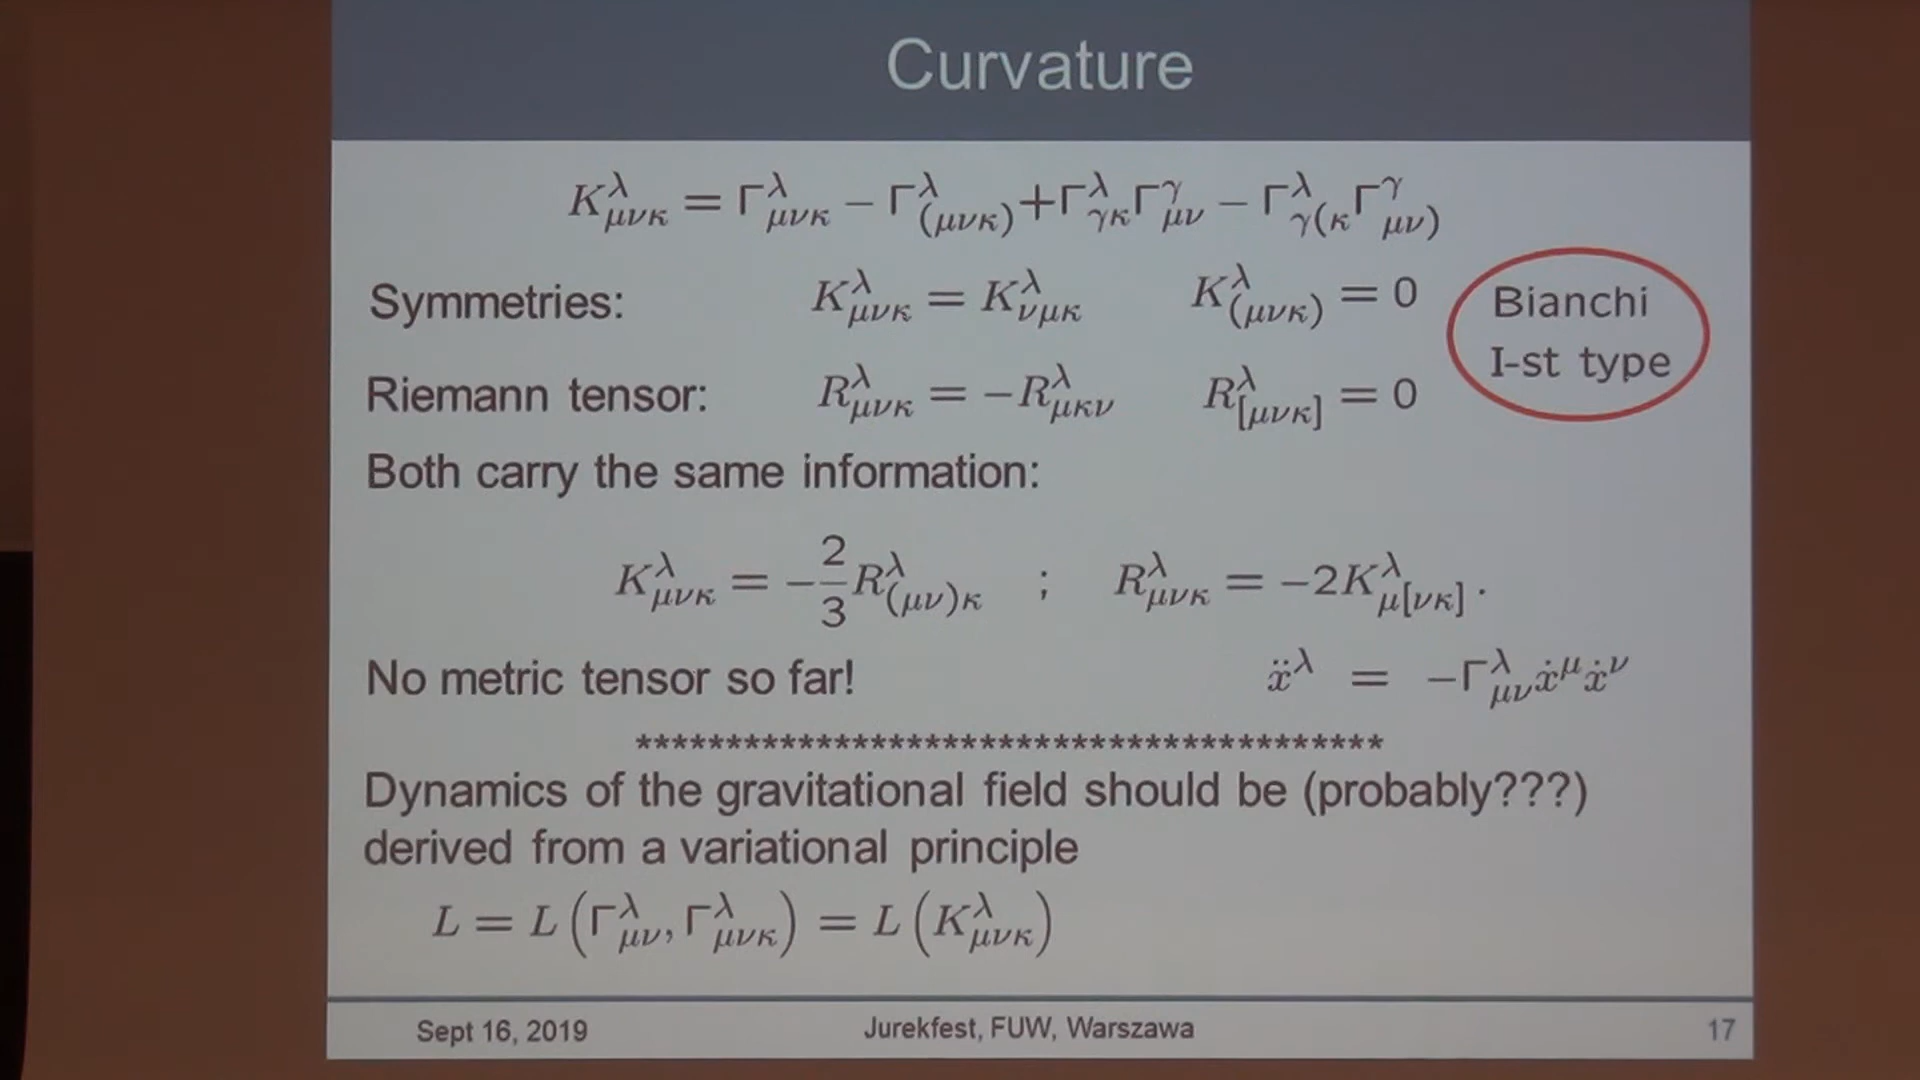 Curvature
K^λ_{μνκ} = Γ^λ_{μνκ} − Γ^λ_{(μνκ)} + Γ^λ_{γκ}Γ^γ_{μν} − Γ^λ_{γ(κ}Γ^γ_{μν)}
Symmetries: K^λ_{μνκ} = K^λ_{νμκ} K^λ_{(μνκ)} = 0
Bianchi
I-st type
Riemann tensor: R^λ_{μνκ} = −R^λ_{μκν} R^λ_{[μνκ]} = 0
Both carry the same information:
K^λ_{μνκ} = −\frac{2}{3}R^λ_{(μν)κ} ; R^λ_{μνκ} = −2K^λ_{μ[νκ]} .
No metric tensor so far! ẍ^λ = −Γ^λ_{μν}ẋ^μẋ^ν
*****************************************
Dynamics of the gravitational field should be (probably???)
derived from a variational principle
L = L(Γ^λ_{μν}, Γ^λ_{μνκ}) = L(K^λ_{μνκ})
Sept 16, 2019 Jurekfest, FUW, Warszawa 17